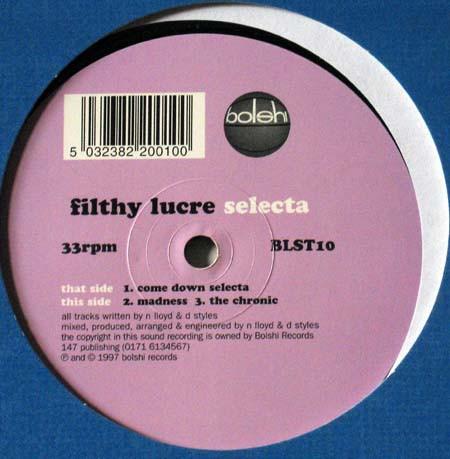 5 032382 200100
bolshi
filthy lucre selecta
33rpm BLST10
that side 1. come down selecta
this side 2. madness 3. the chronic
all tracks written by n lloyd & d styles
mixed, produced, arranged & engineered by n lloyd & d styles
the copyright in this sound recording is owned by Bolshi Records
147 publishing (0171 6134567)
℗ and © 1997 bolshi records